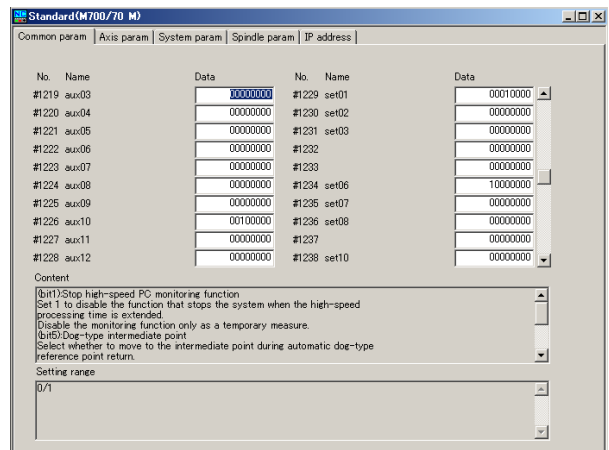 Standard(M700/70 M)
Common param Axis param System param Spindle param IP address
No. Name Data No. Name Data
#1219 aux03 00000000 #1229 set01 00010000
#1220 aux04 00000000 #1230 set02 00000000
#1221 aux05 00000000 #1231 set03 00000000
#1222 aux06 00000000 #1232 00000000
#1223 aux07 00000000 #1233 00000000
#1224 aux08 00000000 #1234 set06 10000000
#1225 aux09 00000000 #1235 set07 00000000
#1226 aux10 00100000 #1236 set08 00000000
#1227 aux11 00000000 #1237 00000000
#1228 aux12 00000000 #1238 set10 00000000
Content
(bit1):Stop high-speed PC monitoring function
Set 1 to disable the function that stops the system when the high-speed
processing time is extended.
Disable the monitoring function only as a temporary measure.
(bit5):Dog-type intermediate point
Select whether to move to the intermediate point during automatic dog-type
reference point return.
Setting range
0/1